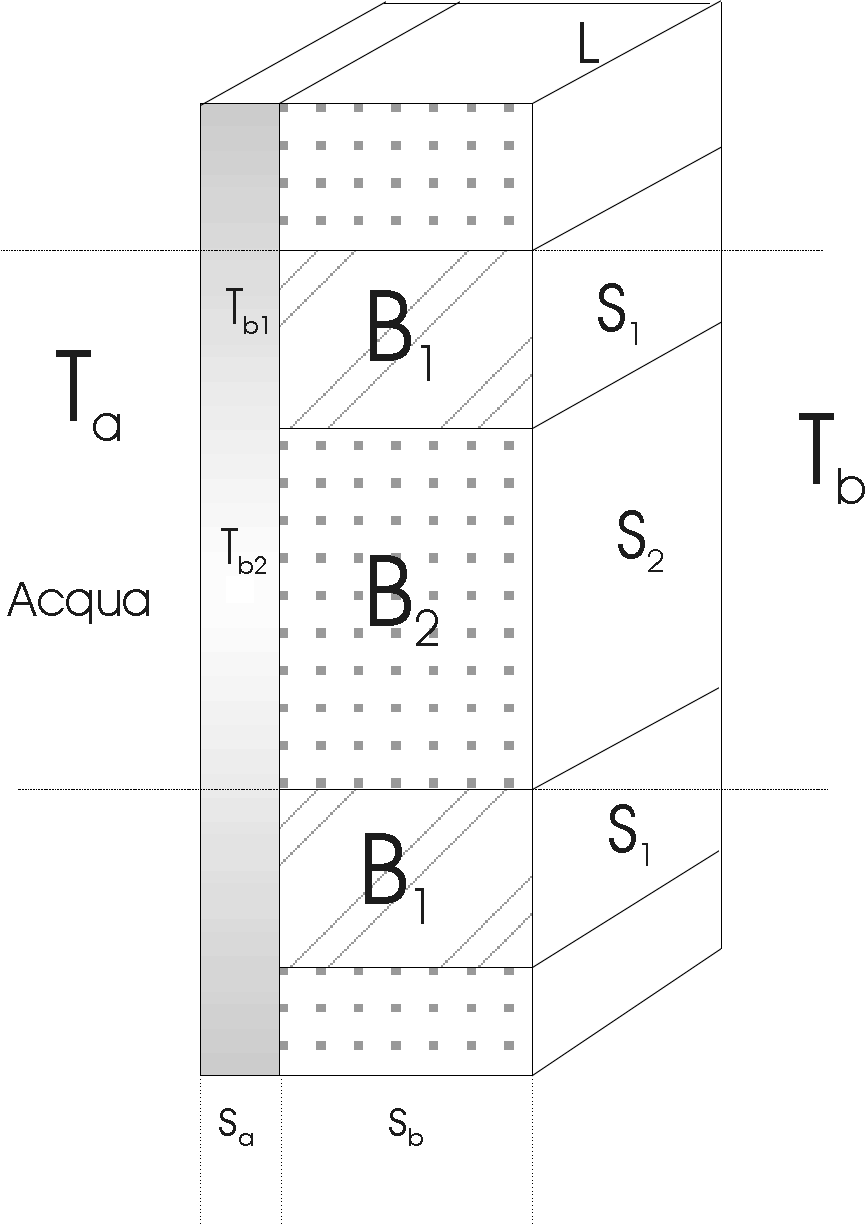 L
T_b1
B_1
S_1
T_a
T_b
T_b2
B_2
S_2
Acqua
B_1
S_1
S_a
S_b